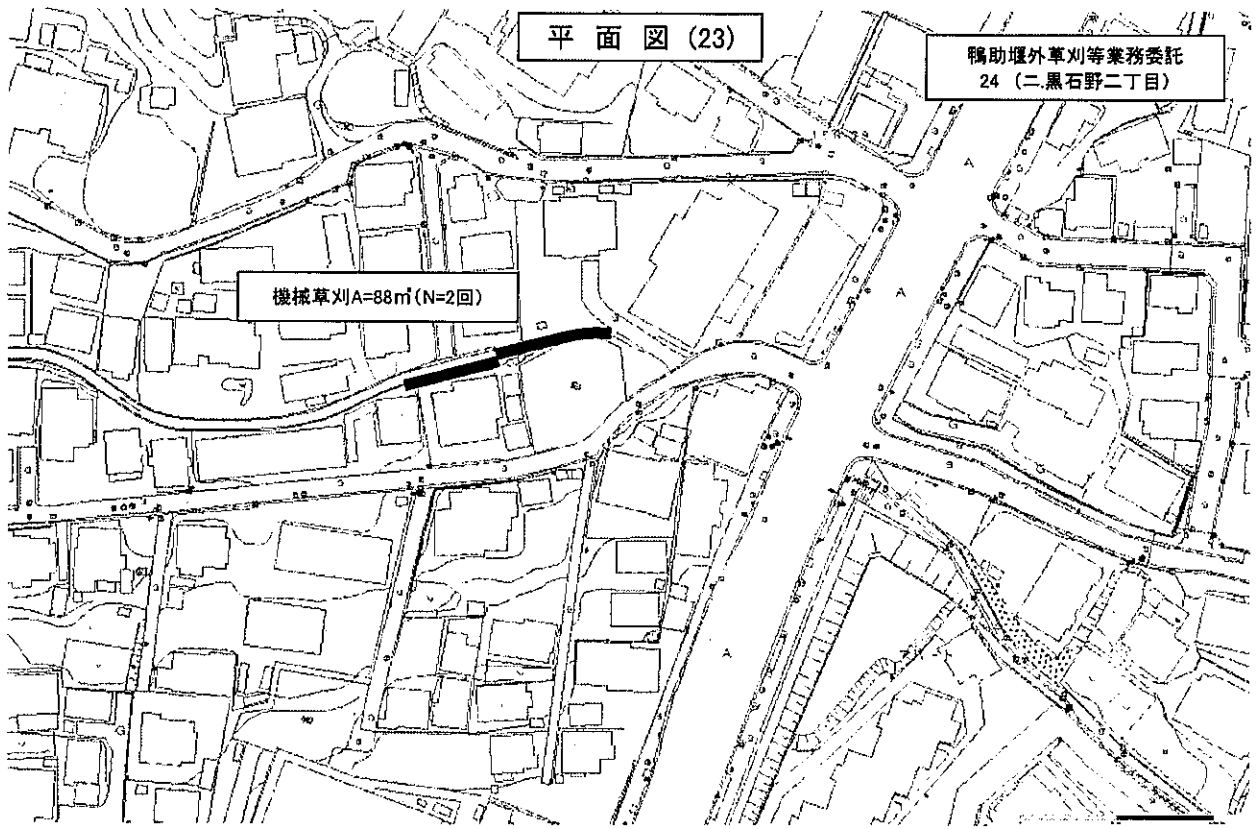 平 面 図 (23)
鴨助堰外草刈等業務委託
24 (二.黒石野二丁目)
機械草刈A=88㎡(N=2回)
A
A
A